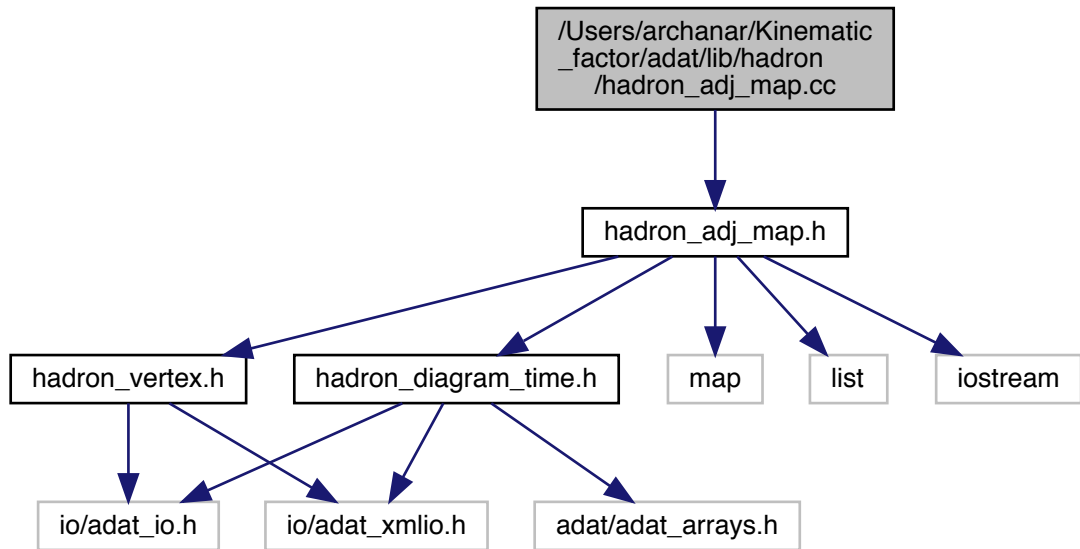 /Users/archanar/Kinematic
_factor/adat/lib/hadron
/hadron_adj_map.cc
hadron_adj_map.h
hadron_vertex.h
hadron_diagram_time.h
map
list
iostream
io/adat_io.h
io/adat_xmlio.h
adat/adat_arrays.h